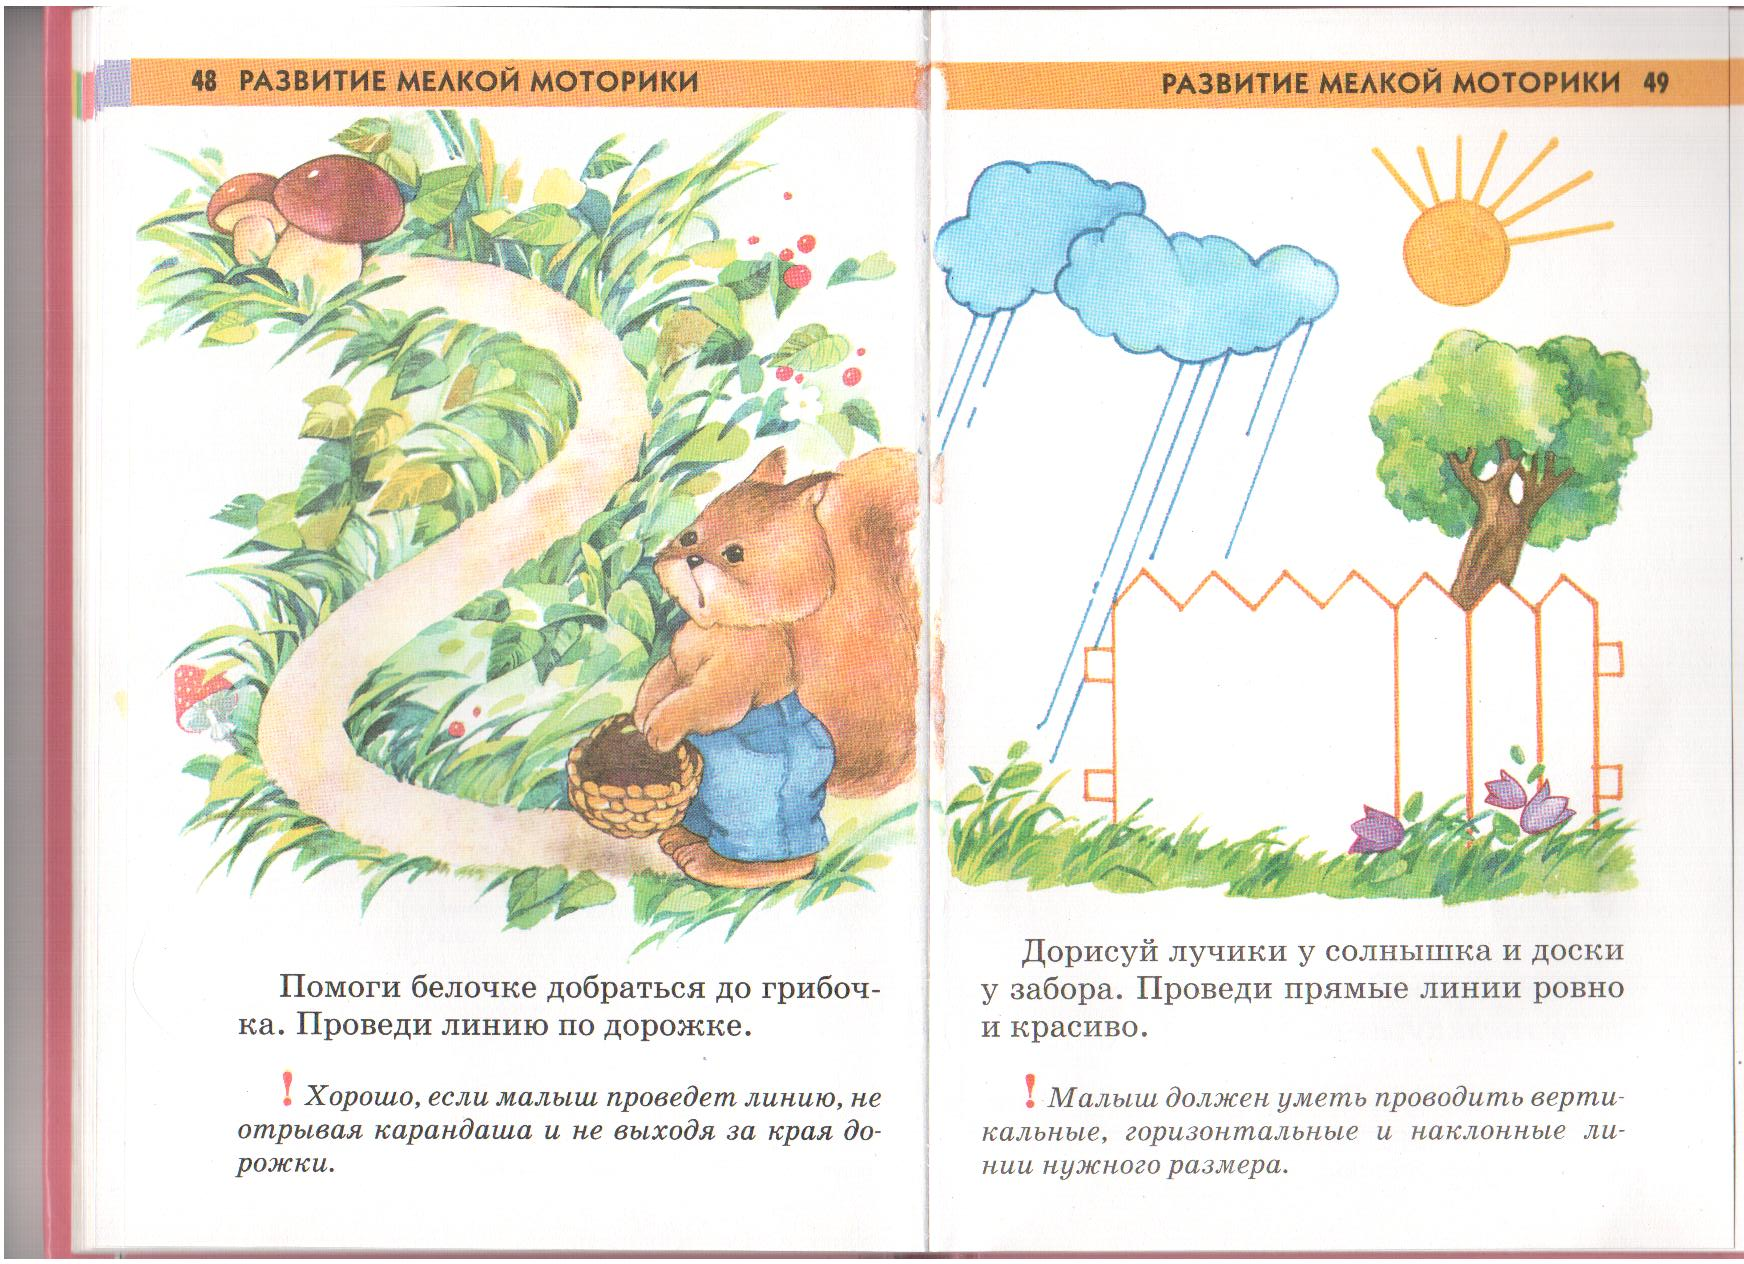 48 РАЗВИТИЕ МЕЛКОЙ МОТОРИКИ
Помоги белочке добраться до грибоч-
ка. Проведи линию по дорожке.
! Хорошо, если малыш проведет линию, не
отрывая карандаша и не выходя за края до-
рожки.
РАЗВИТИЕ МЕЛКОЙ МОТОРИКИ 49
Дорисуй лучики у солнышка и доски
у забора. Проведи прямые линии ровно
и красиво.
! Малыш должен уметь проводить верти-
кальные, горизонтальные и наклонные ли-
нии нужного размера.